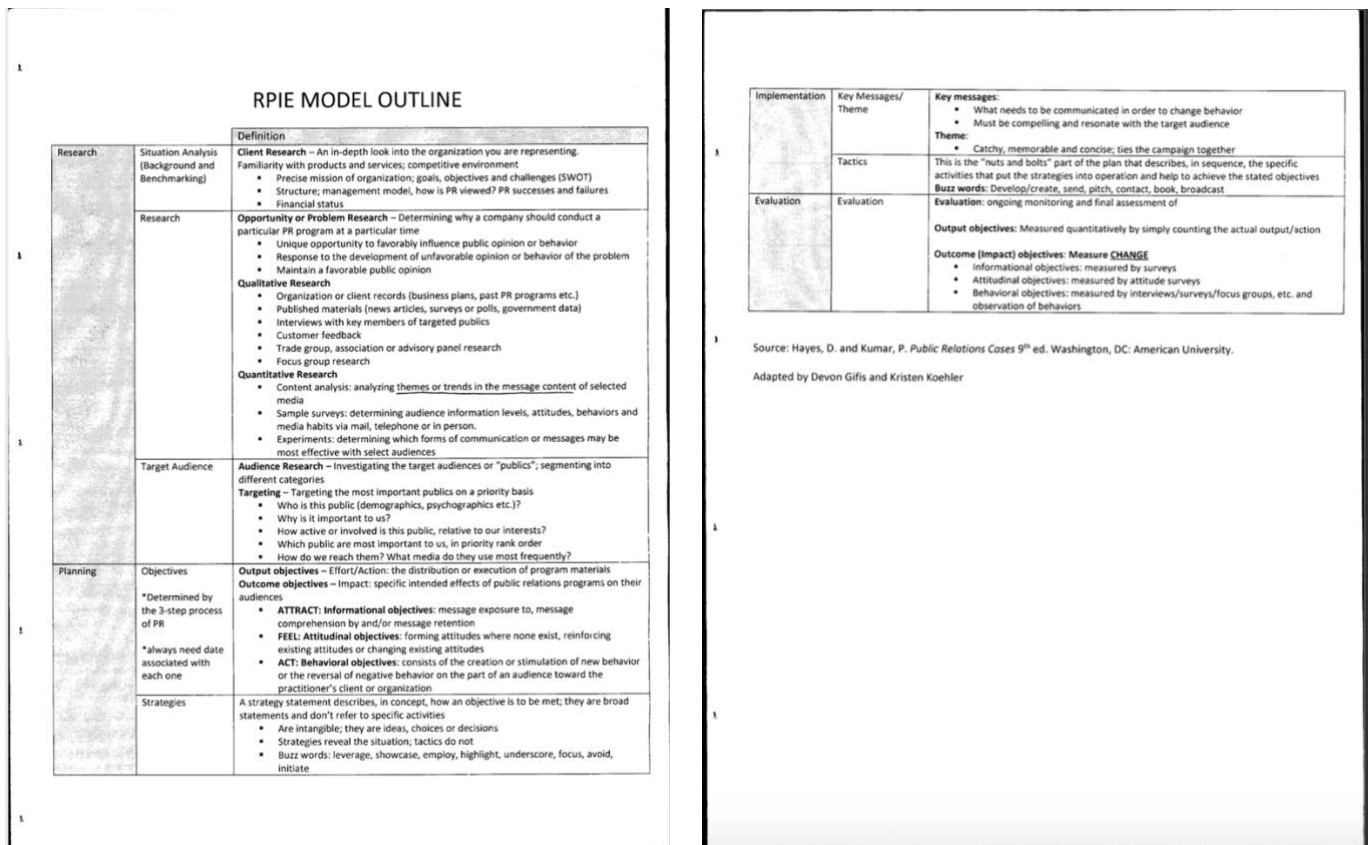 RPIE MODEL OUTLINE
Definition
Research
Situation Analysis
(Background and
Benchmarking)
Client Research – An in-depth look into the organization you are representing.
Familiarity with products and services; competitive environment
▪ Precise mission of organization; goals, objectives and challenges (SWOT)
▪ Structure; management model, how is PR viewed? PR successes and failures
▪ Financial status
Research
Opportunity or Problem Research – Determining why a company should conduct a
particular PR program at a particular time
▪ Unique opportunity to favorably influence public opinion or behavior
▪ Response to the development of unfavorable opinion or behavior of the problem
▪ Maintain a favorable public opinion
Qualitative Research
▪ Organization or client records (business plans, past PR programs etc.)
▪ Published materials (news articles, surveys or polls, government data)
▪ Interviews with key members of targeted publics
▪ Customer feedback
▪ Trade group, association or advisory panel research
▪ Focus group research
Quantitative Research
▪ Content analysis: analyzing themes or trends in the message content of selected
media
▪ Sample surveys: determining audience information levels, attitudes, behaviors and
media habits via mail, telephone or in person.
▪ Experiments: determining which forms of communication or messages may be
most effective with select audiences
Target Audience
Audience Research – Investigating the target audiences or "publics"; segmenting into
different categories
Targeting – Targeting the most important publics on a priority basis
▪ Who is this public (demographics, psychographics etc.)?
▪ Why is it important to us?
▪ How active or involved is this public, relative to our interests?
▪ Which public are most important to us, in priority rank order
▪ How do we reach them? What media do they use most frequently?
Planning
Objectives
*Determined by
the 3-step process
of PR
*always need date
associated with
each one
Output objectives – Effort/Action: the distribution or execution of program materials
Outcome objectives – Impact: specific intended effects of public relations programs on their
audiences
▪ ATTRACT: Informational objectives: message exposure to, message
comprehension by and/or message retention
▪ FEEL: Attitudinal objectives: forming attitudes where none exist, reinforcing
existing attitudes or changing existing attitudes
▪ ACT: Behavioral objectives: consists of the creation or stimulation of new behavior
or the reversal of negative behavior on the part of an audience toward the
practitioner's client or organization
Strategies
A strategy statement describes, in concept, how an objective is to be met; they are broad
statements and don't refer to specific activities
▪ Are intangible; they are ideas, choices or decisions
▪ Strategies reveal the situation; tactics do not
▪ Buzz words: leverage, showcase, employ, highlight, underscore, focus, avoid,
initiate
Implementation
Key Messages/
Theme
Key messages:
▪ What needs to be communicated in order to change behavior
▪ Must be compelling and resonate with the target audience
Theme:
▪ Catchy, memorable and concise; ties the campaign together
Tactics
This is the "nuts and bolts" part of the plan that describes, in sequence, the specific
activities that put the strategies into operation and help to achieve the stated objectives
Buzz words: Develop/create, send, pitch, contact, book, broadcast
Evaluation
Evaluation
Evaluation: ongoing monitoring and final assessment of
Output objectives: Measured quantitatively by simply counting the actual output/action
Outcome (Impact) objectives: Measure CHANGE
▪ Informational objectives: measured by surveys
▪ Attitudinal objectives: measured by attitude surveys
▪ Behavioral objectives: measured by interviews/surveys/focus groups, etc. and
observation of behaviors
Source: Hayes, D. and Kumar, P. Public Relations Cases 9th ed. Washington, DC: American University.
Adapted by Devon Gifis and Kristen Koehler